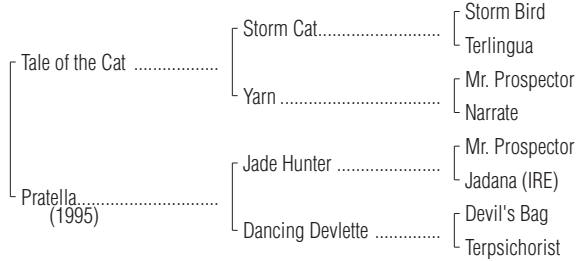 Storm Bird
Storm Cat..........................
Terlingua
Tale of the Cat ..................
Mr. Prospector
Yarn ..................................
Narrate
Mr. Prospector
Jade Hunter ......................
Jadana (IRE)
Pratella..............................
(1995)
Devil's Bag
Dancing Devlette ..............
Terpsichorist